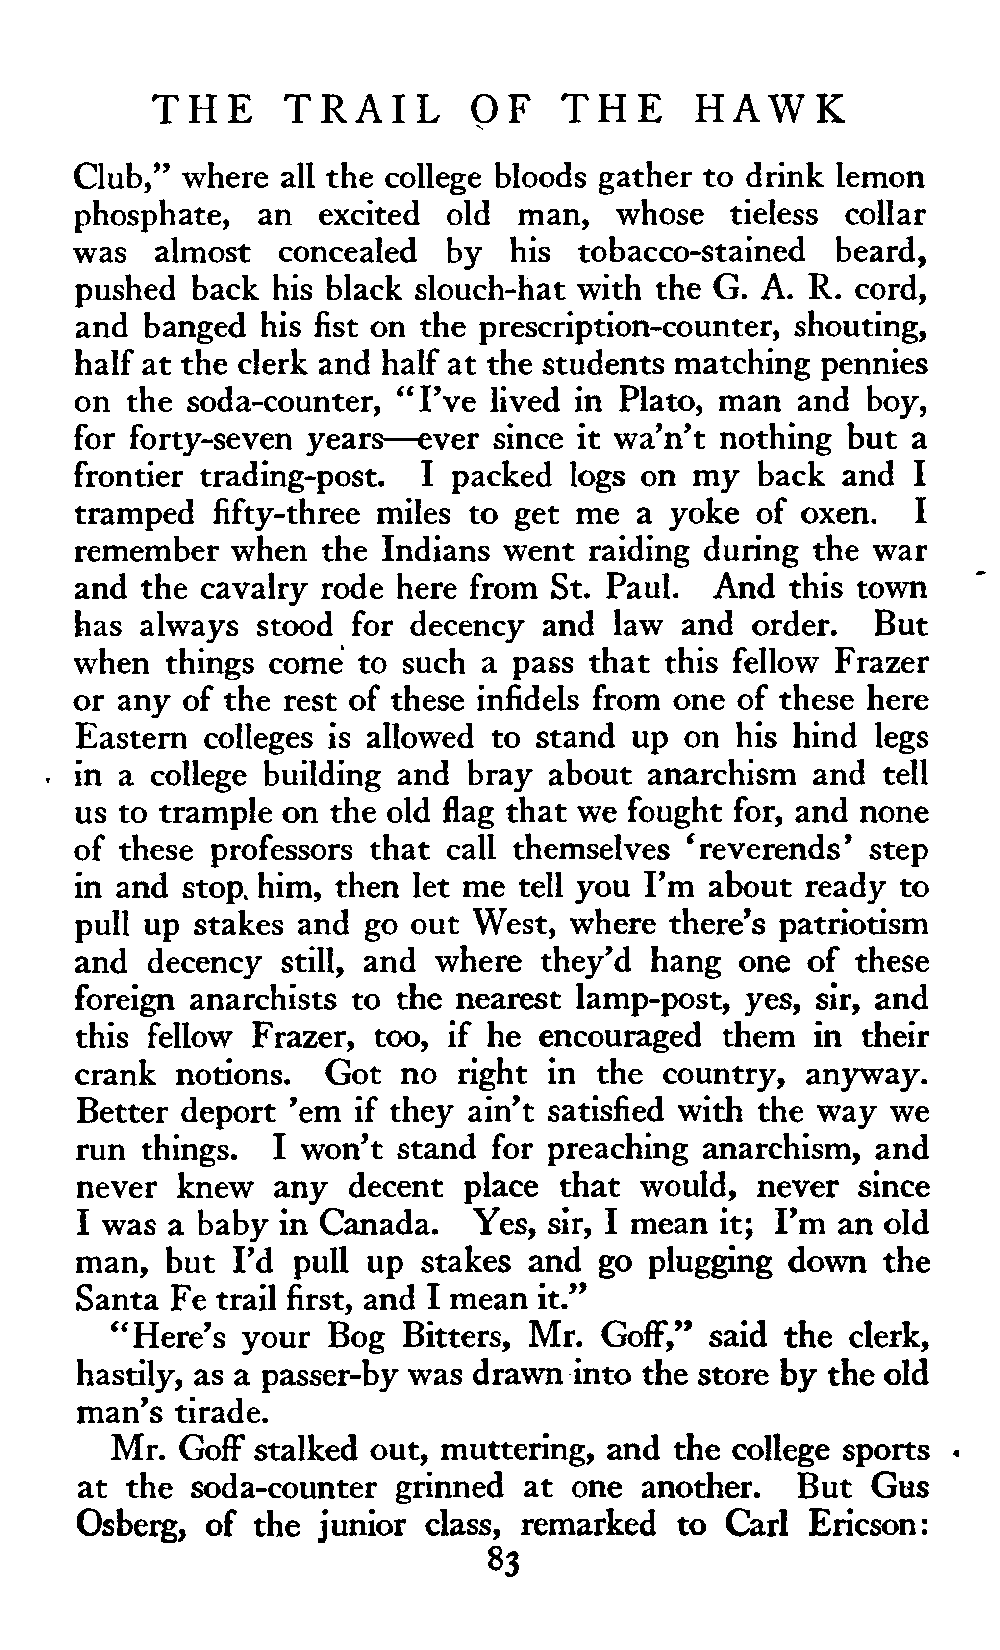 THE TRAIL OF THE HAWK
Club,” where all the college bloods gather to drink lemon
phosphate, an excited old man, whose tieless collar
was almost concealed by his tobacco-stained beard,
pushed back his black slouch-hat with the G. A. R. cord,
and banged his fist on the prescription-counter, shouting,
half at the clerk and half at the students matching pennies
on the soda-counter, “I’ve lived in Plato, man and boy,
for forty-seven years—ever since it wa’n’t nothing but a
frontier trading-post. I packed logs on my back and I
tramped fifty-three miles to get me a yoke of oxen. I
remember when the Indians went raiding during the war
and the cavalry rode here from St. Paul. And this town
has always stood for decency and law and order. But
when things come to such a pass that this fellow Frazer
or any of the rest of these infidels from one of these here
Eastern colleges is allowed to stand up on his hind legs
in a college building and bray about anarchism and tell
us to trample on the old flag that we fought for, and none
of these professors that call themselves ‘reverends’ step
in and stop him, then let me tell you I’m about ready to
pull up stakes and go out West, where there’s patriotism
and decency still, and where they’d hang one of these
foreign anarchists to the nearest lamp-post, yes, sir, and
this fellow Frazer, too, if he encouraged them in their
crank notions. Got no right in the country, anyway.
Better deport ’em if they ain’t satisfied with the way we
run things. I won’t stand for preaching anarchism, and
never knew any decent place that would, never since
I was a baby in Canada. Yes, sir, I mean it; I’m an old
man, but I’d pull up stakes and go plugging down the
Santa Fe trail first, and I mean it.”
“Here’s your Bog Bitters, Mr. Goff,” said the clerk,
hastily, as a passer-by was drawn into the store by the old
man’s tirade.
Mr. Goff stalked out, muttering, and the college sports
at the soda-counter grinned at one another. But Gus
Osberg, of the junior class, remarked to Carl Ericson:
83